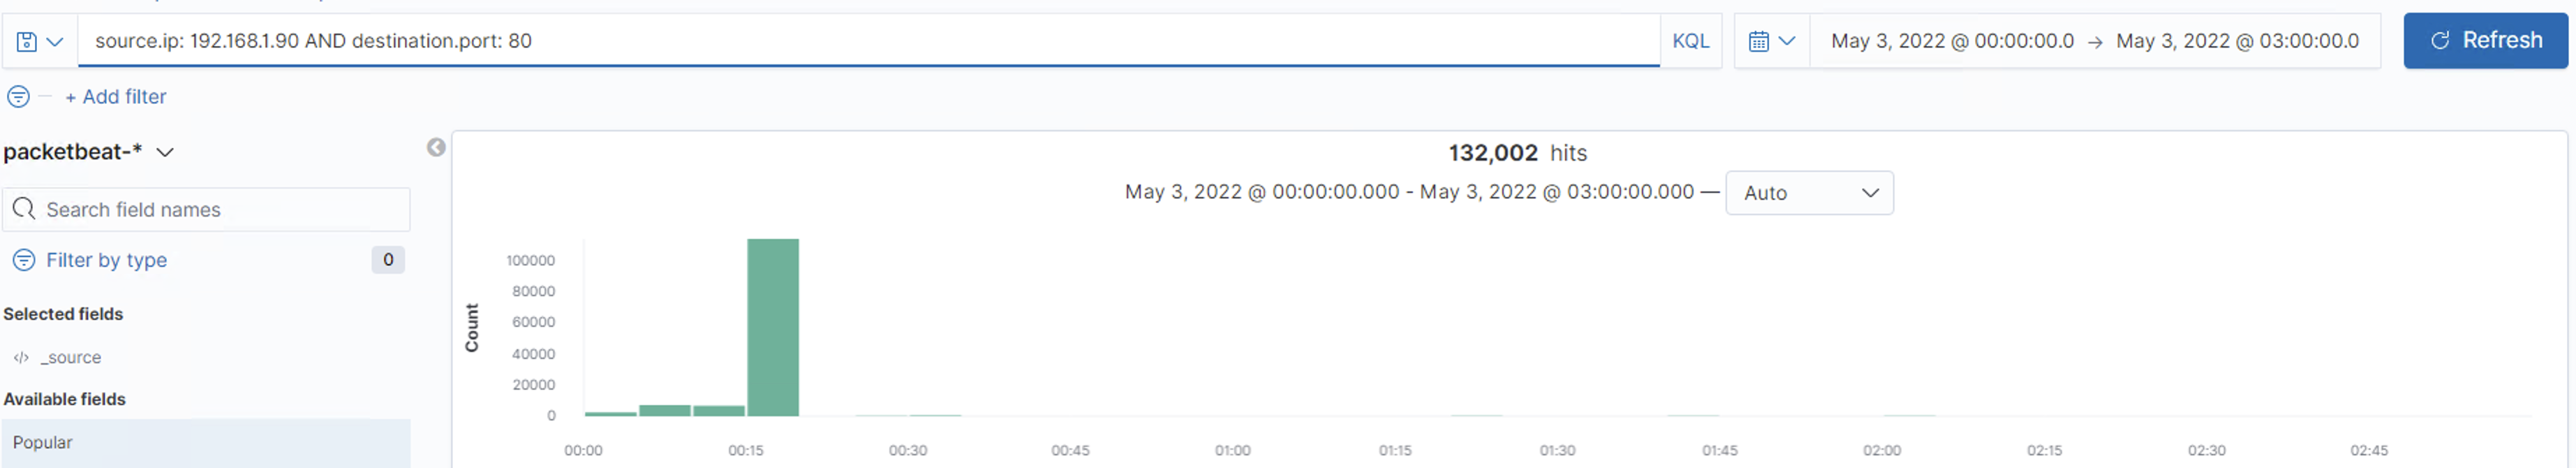 source.ip: 192.168.1.90 AND destination.port: 80 KQL May 3, 2022 @ 00:00:00.0 → May 3, 2022 @ 03:00:00.0 Refresh
+ Add filter
packetbeat-*
132,002 hits
May 3, 2022 @ 00:00:00.000 - May 3, 2022 @ 03:00:00.000 — Auto
Search field names
Filter by type 0
Selected fields
</> _source
Available fields
Popular
Count
100000
80000
60000
40000
20000
0
00:00 00:15 00:30 00:45 01:00 01:15 01:30 01:45 02:00 02:15 02:30 02:45